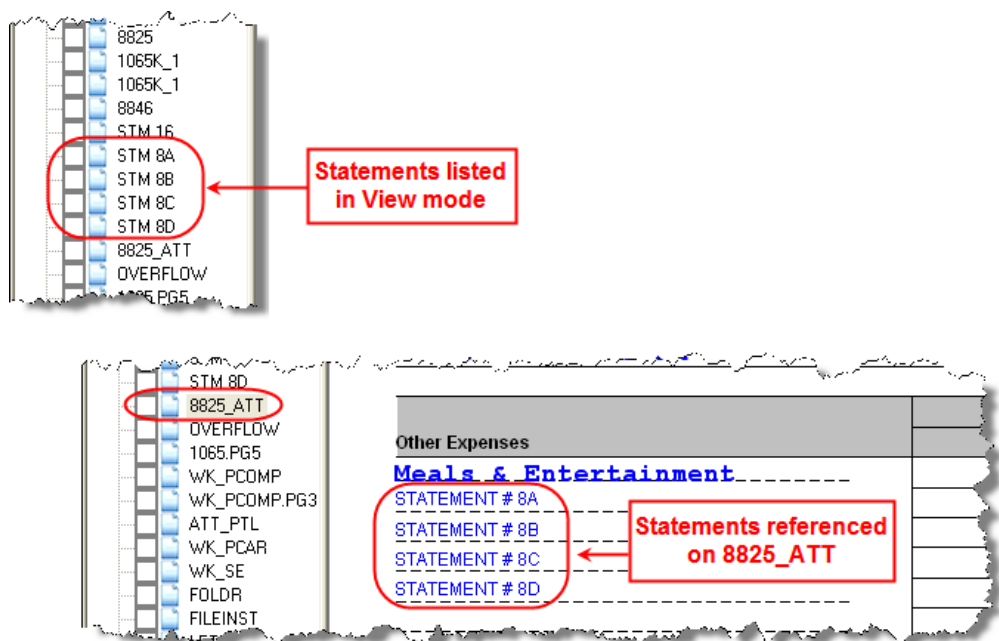 8825
1065K_1
1065K_1
8846
STM 16
STM 8A
STM 8B
STM 8C
STM 8D
8825_ATT
OVERFLOW
1065.PG5
Statements listed
in View mode
STM 8D
8825_ATT
OVERFLOW
1065.PG5
WK_PCOMP
WK_PCOMP.PG3
ATT_PTL
WK_PCAR
WK_SE
FOLDR
FILEINST
Other Expenses
Meals & Entertainment
STATEMENT # 8A
STATEMENT # 8B
STATEMENT # 8C
STATEMENT # 8D
Statements referenced
on 8825_ATT